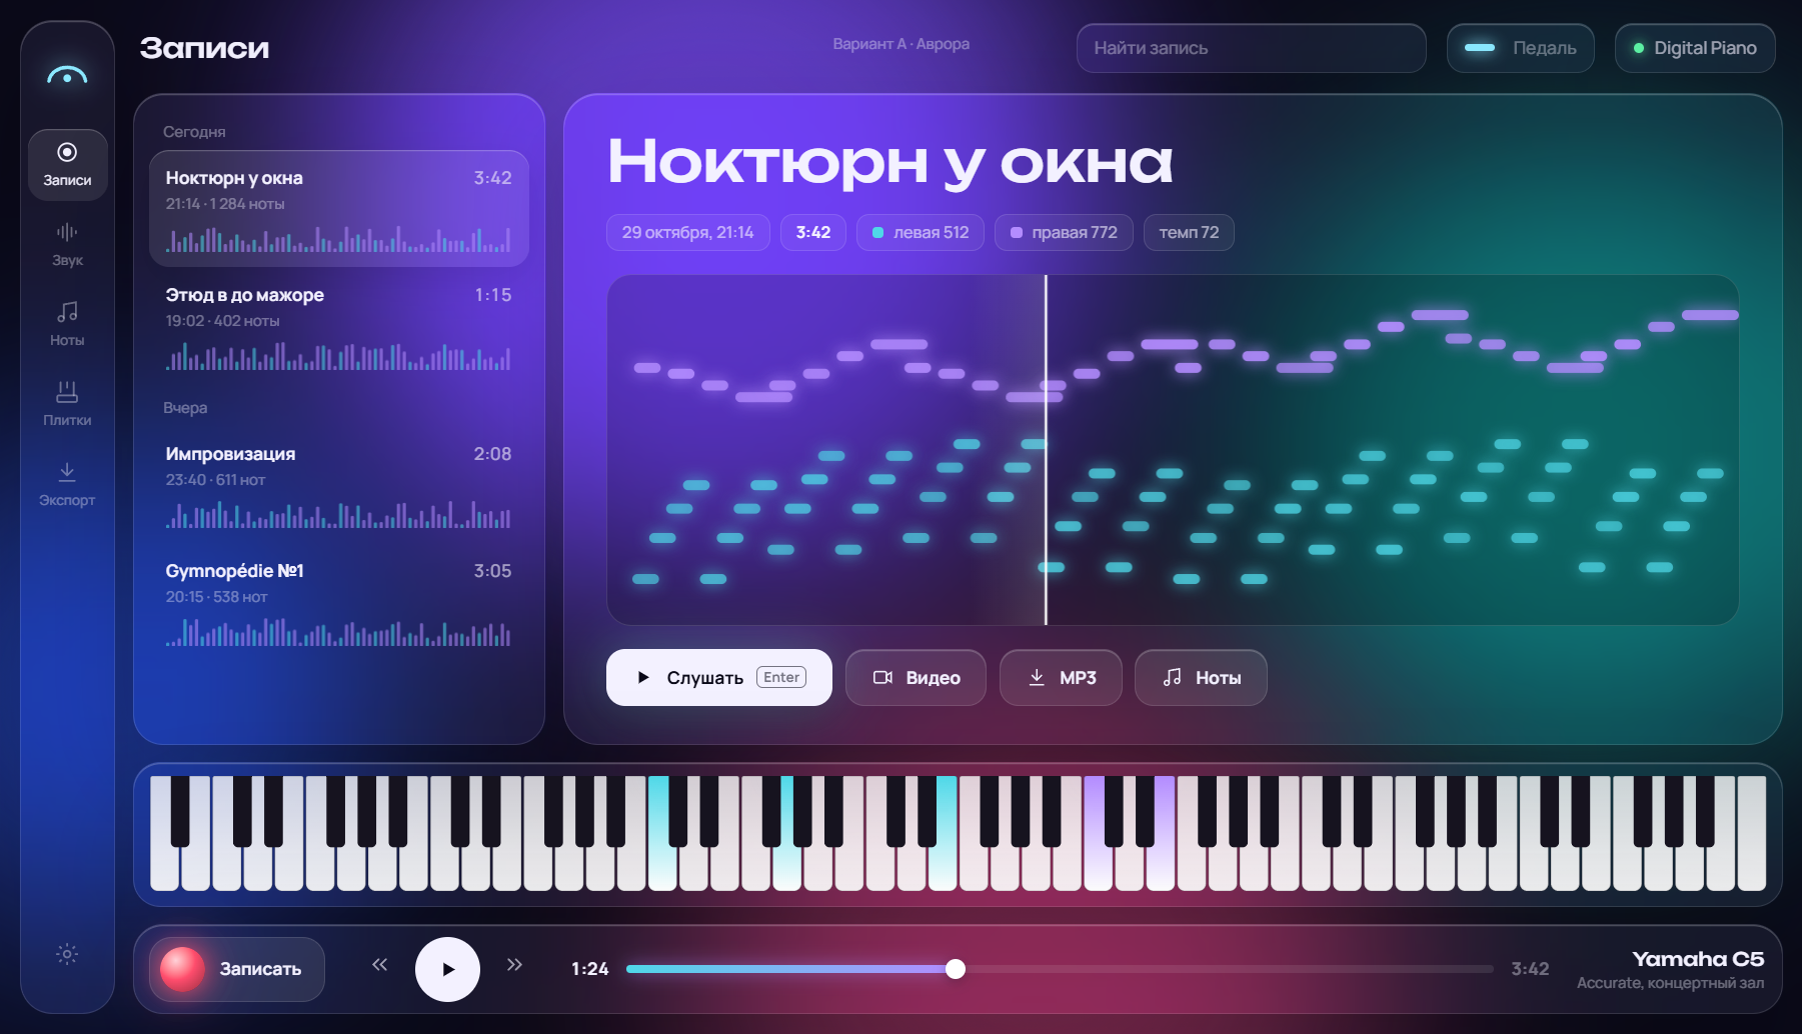 Записи
Вариант A · Аврора
Найти запись
Педаль
Digital Piano
Записи
Звук
Ноты
Плитки
Экспорт
Сегодня
Ноктюрн у окна 3:42
21:14 · 1 284 ноты
Этюд в до мажоре 1:15
19:02 · 402 ноты
Вчера
Импровизация 2:08
23:40 · 611 нот
Gymnopédie №1 3:05
20:15 · 538 нот
Ноктюрн у окна
29 октября, 21:14 3:42 левая 512 правая 772 темп 72
Слушать Enter Видео MP3 Ноты
Записать
1:24
3:42
Yamaha C5
Accurate, концертный зал